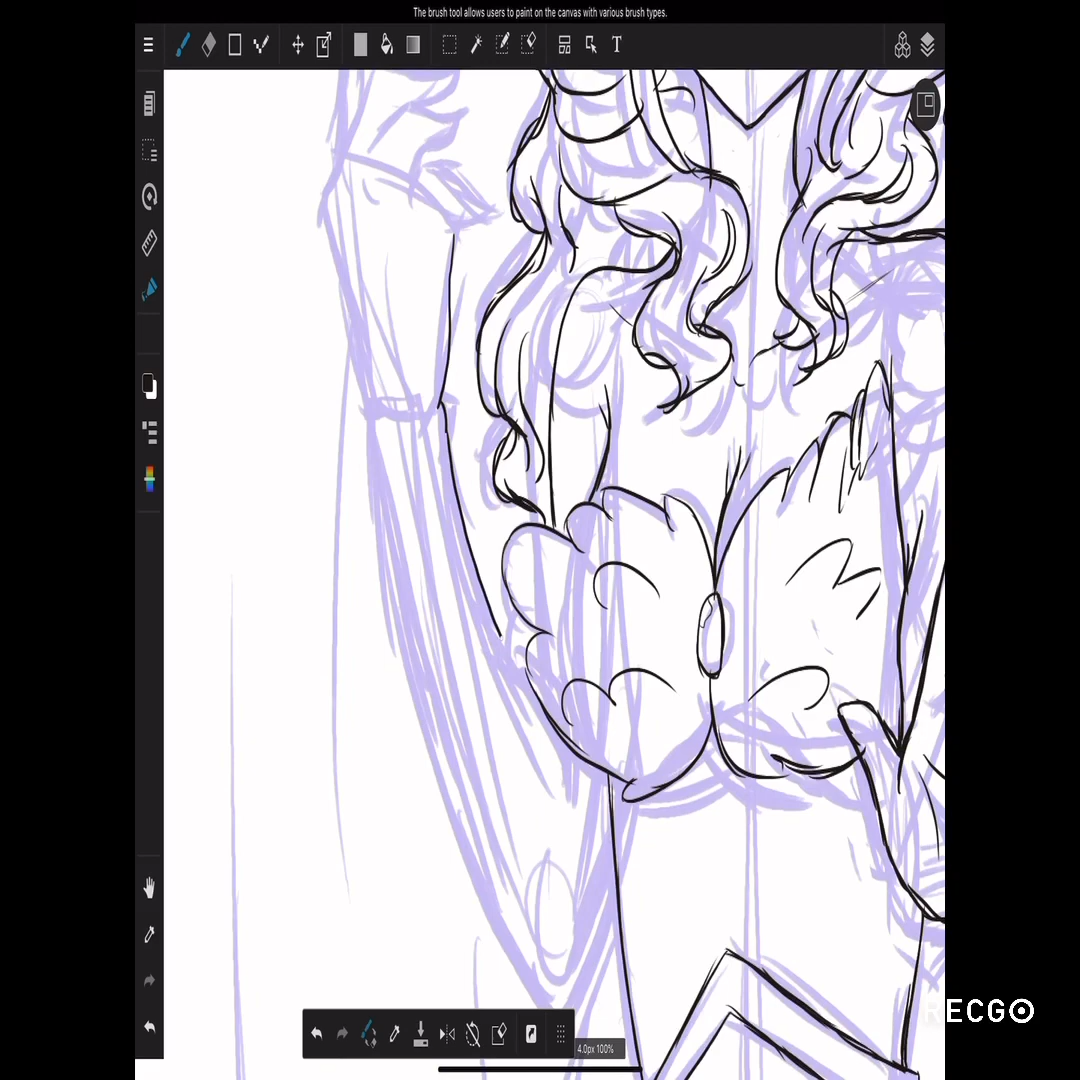 The brush tool allows users to paint on the canvas with various brush types.
T
4.0px 100%
RECGO